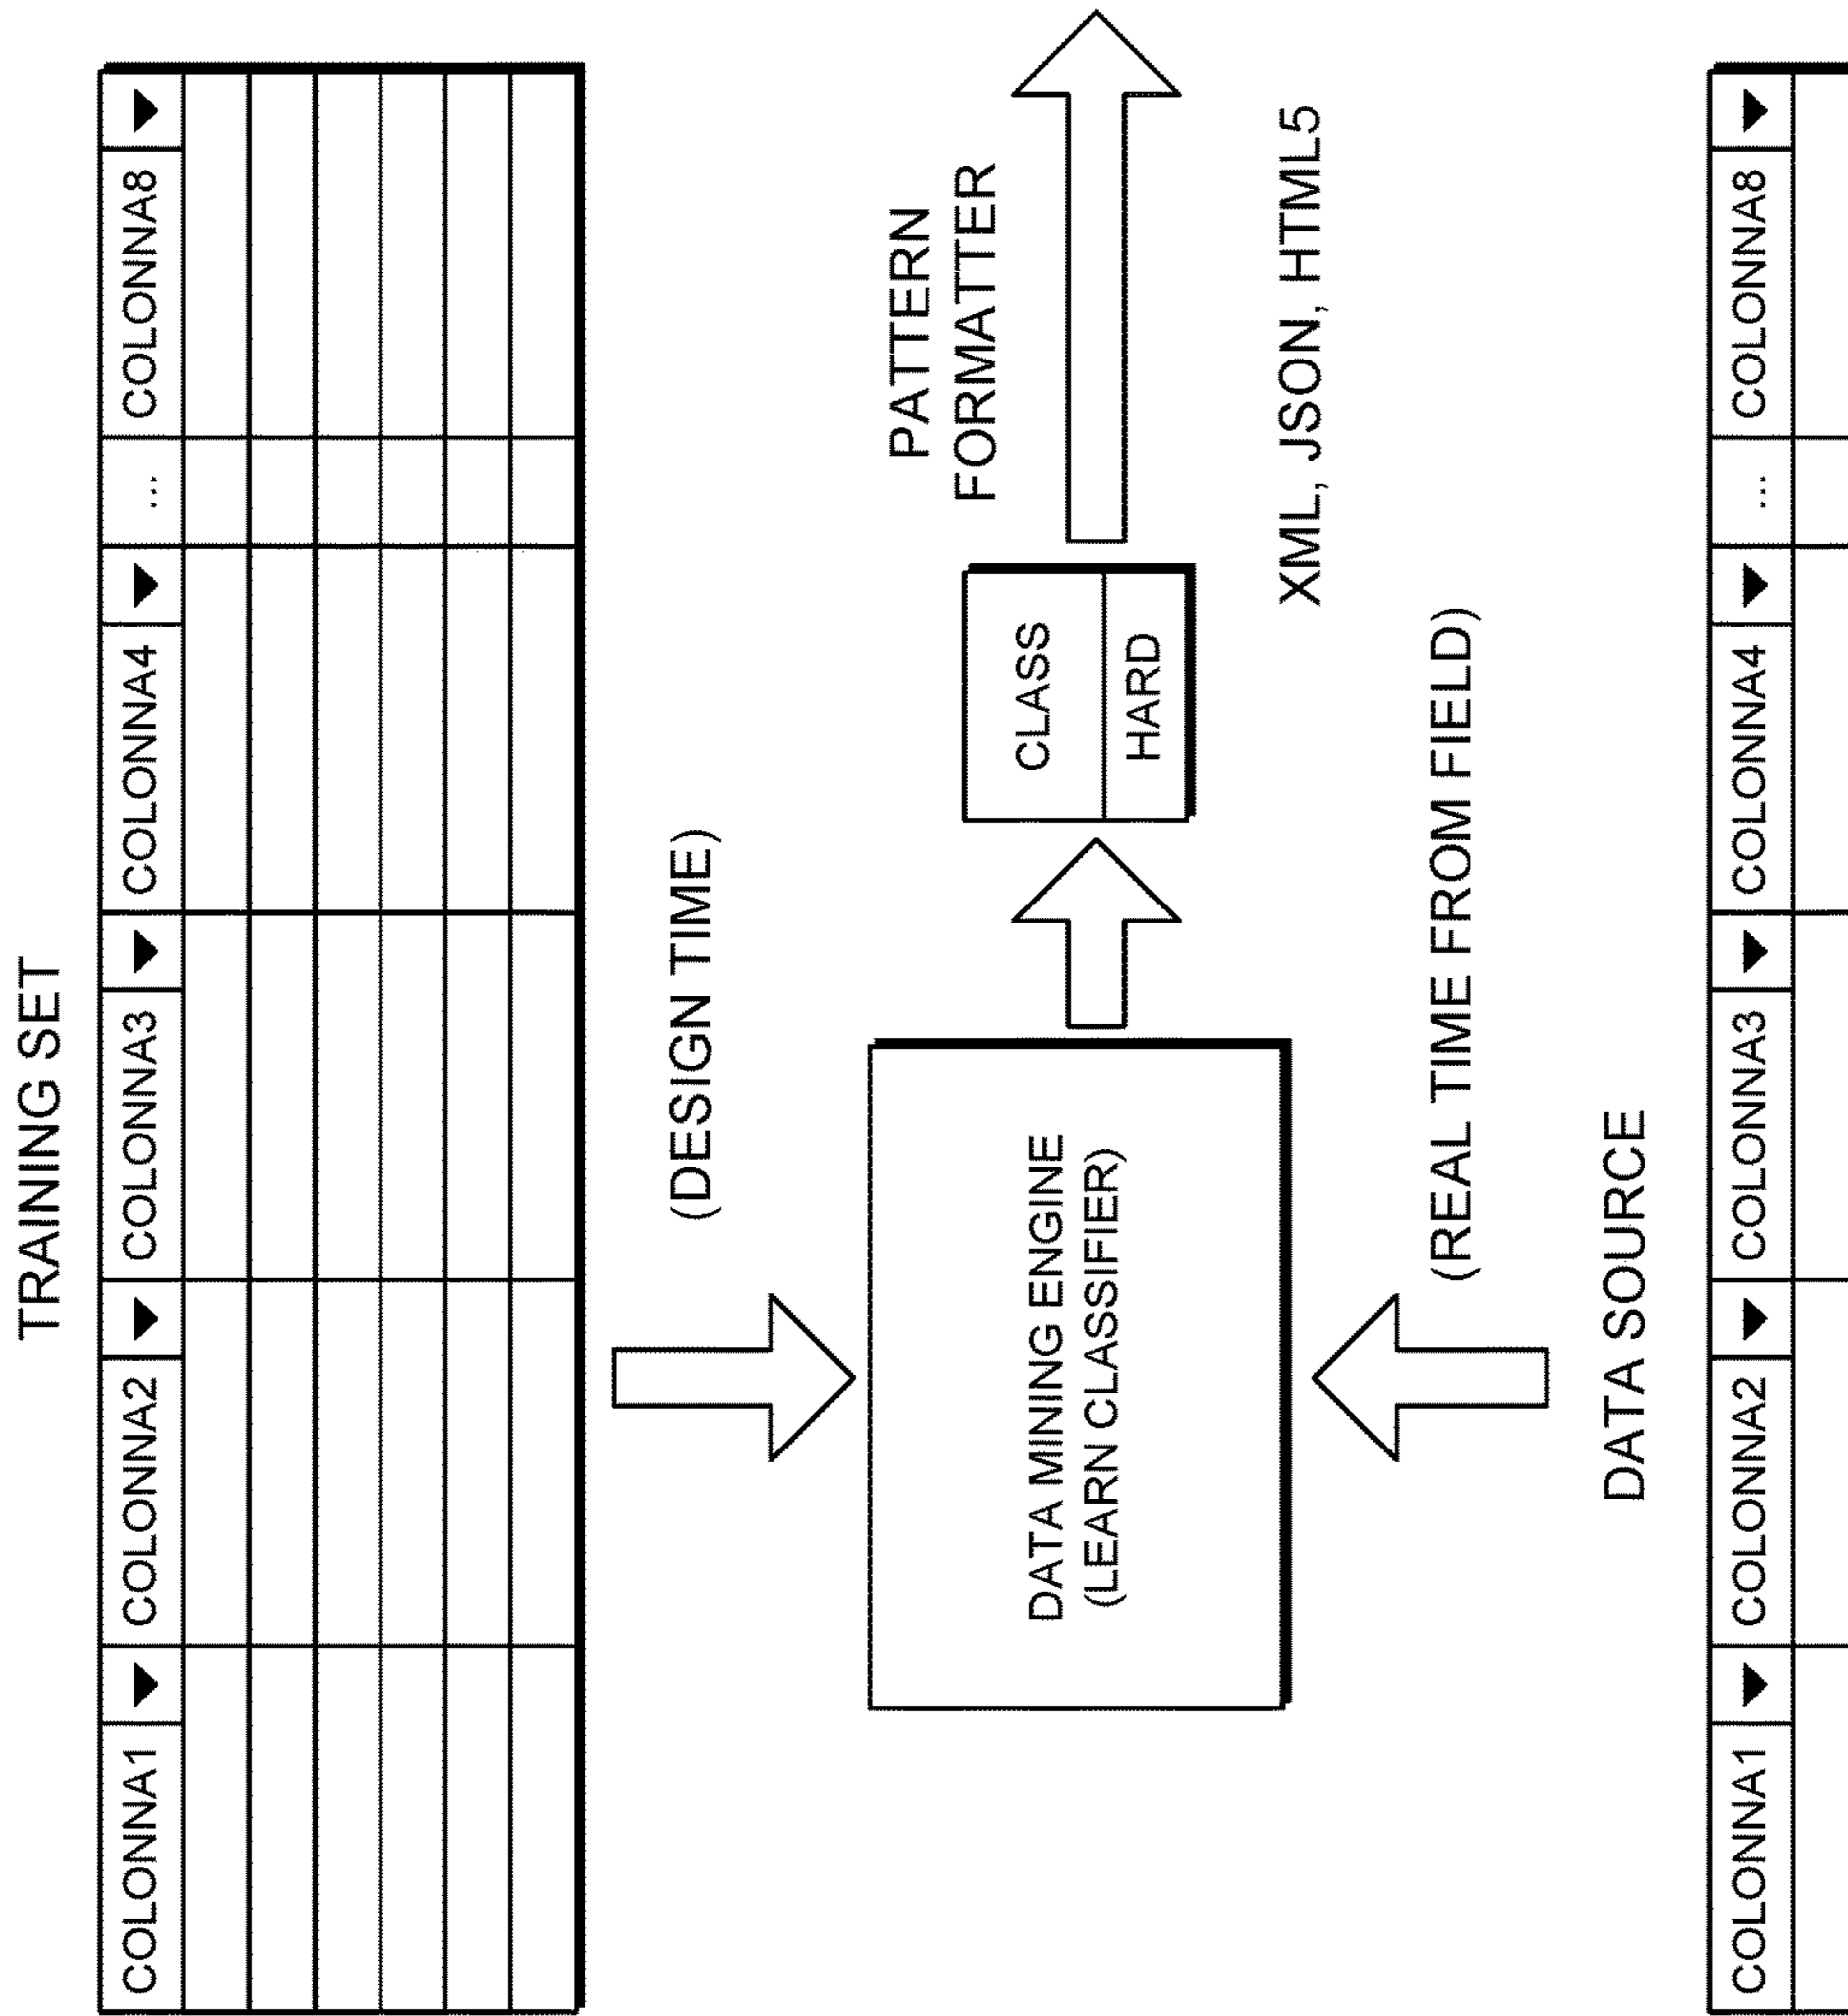 TRAINING SET
COLONNA1 COLONNA2 COLONNA3 COLONNA4 ... COLONNA8
(DESIGN TIME)
DATA MINING ENGINE
(LEARN CLASSIFIER)
CLASS
HARD
PATTERN
FORMATTER
XML, JSON, HTML5
(REAL TIME FROM FIELD)
DATA SOURCE
COLONNA1 COLONNA2 COLONNA3 COLONNA4 ... COLONNA8